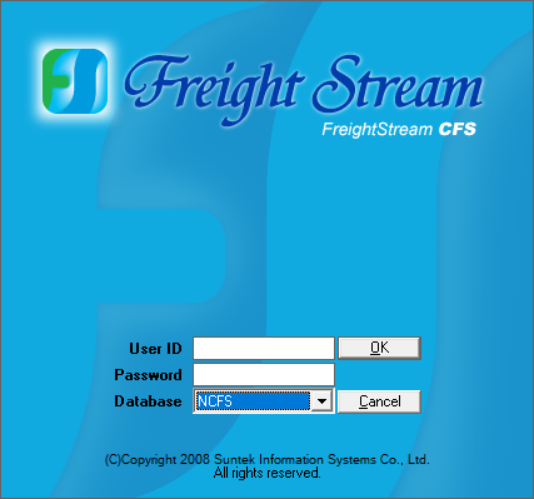 FS Freight Stream
FreightStream CFS
User ID
OK
Password
Database
NCFS
Cancel
(C)Copyright 2008 Suntek Information Systems Co., Ltd.
All rights reserved.